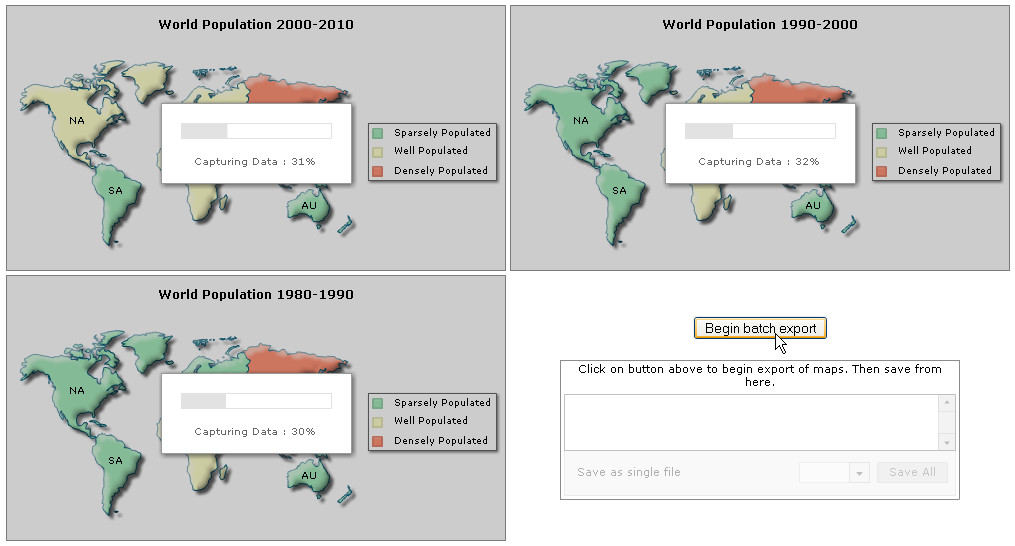 World Population 2000-2010
NA
SA
AU
Capturing Data : 31%
Sparsely Populated
Well Populated
Densely Populated
World Population 1990-2000
NA
SA
AU
Capturing Data : 32%
Sparsely Populated
Well Populated
Densely Populated
World Population 1980-1990
NA
SA
AU
Capturing Data : 30%
Sparsely Populated
Well Populated
Densely Populated
Begin batch export
Click on button above to begin export of maps. Then save from
here.
Save as single file
Save All